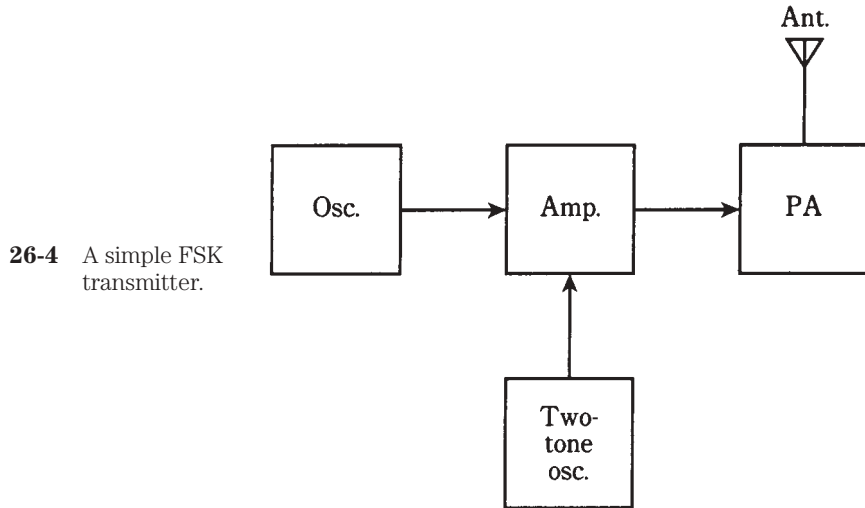 Ant.
Osc.
Amp.
PA
26-4 A simple FSK
transmitter.
Two-
tone
osc.